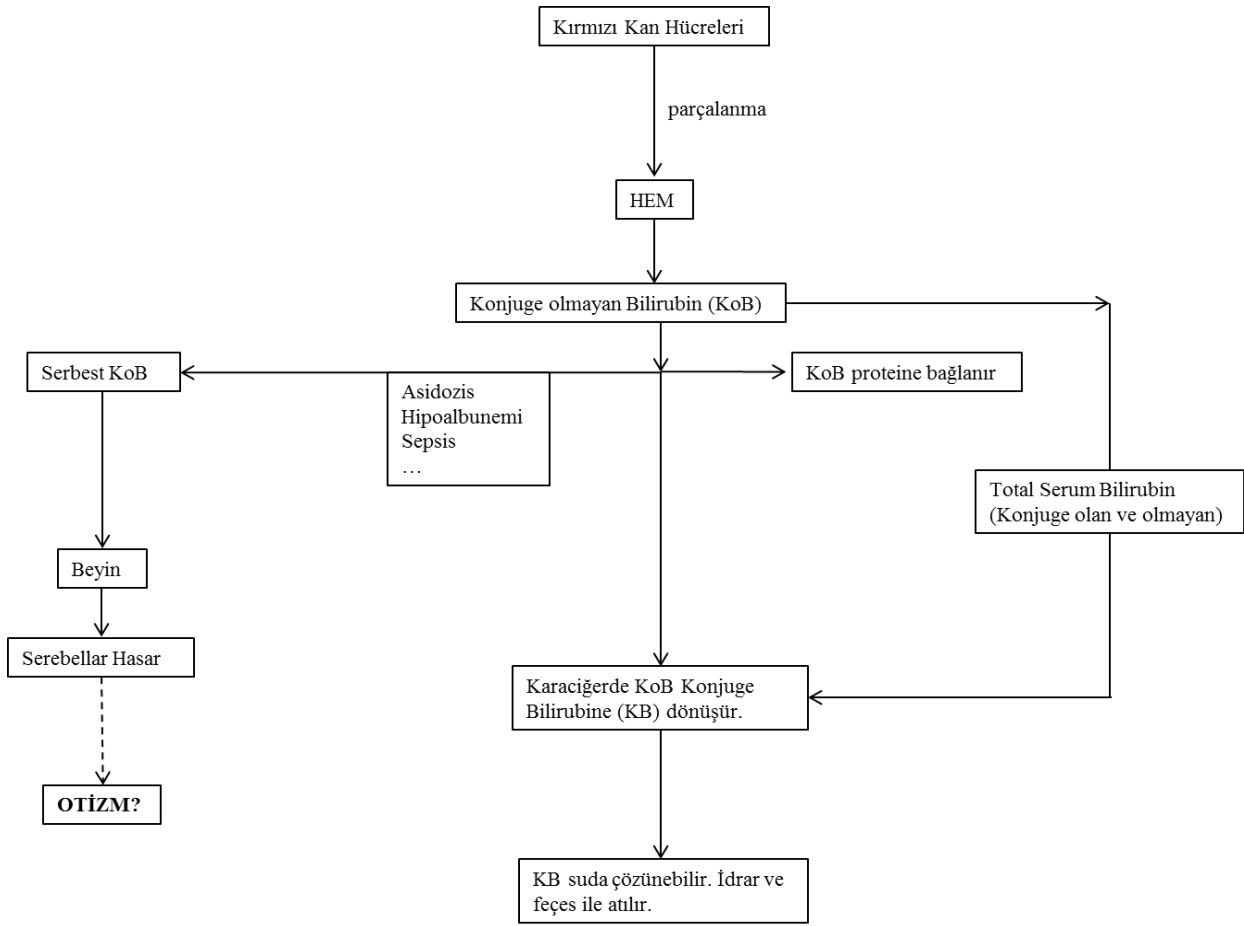 Kırmızı Kan Hücreleri
parçalanma
HEM
Konjuge olmayan Bilirubin (KoB)
Serbest KoB
KoB proteine bağlanır
Asidozis
Hipoalbunemi
Sepsis
…
Total Serum Bilirubin
(Konjuge olan ve olmayan)
Beyin
Serebellar Hasar
Karaciğerde KoB Konjuge
Bilirubine (KB) dönüşür.
OTİZM?
KB suda çözünebilir. İdrar ve
feçes ile atılır.